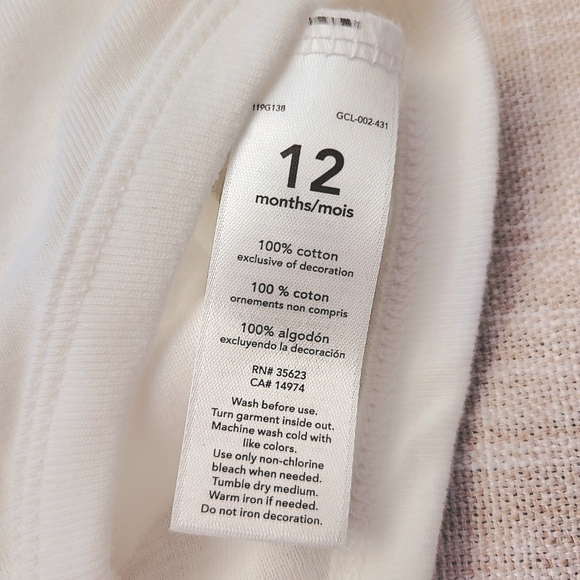 119G138
GCL-002-431
12
months/mois
100% cotton
exclusive of decoration
100 % coton
ornements non compris
100% algodón
excluyendo la decoración
RN# 35623
CA# 14974
Wash before use.
Turn garment inside out.
Machine wash cold with
like colors.
Use only non-chlorine
bleach when needed.
Tumble dry medium.
Warm iron if needed.
Do not iron decoration.